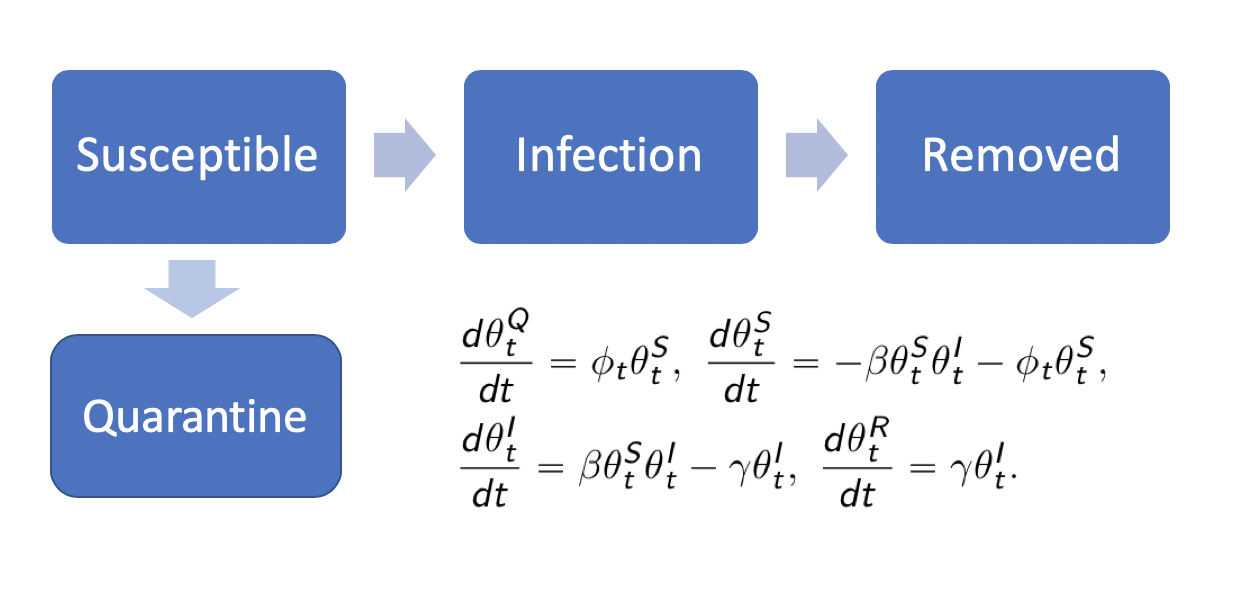 Susceptible
Infection
Removed
Quarantine
\frac{d\theta_t^Q}{dt} = \phi_t\theta_t^S, \frac{d\theta_t^S}{dt} = -\beta\theta_t^S\theta_t^I - \phi_t\theta_t^S,
\frac{d\theta_t^I}{dt} = \beta\theta_t^S\theta_t^I - \gamma\theta_t^I, \frac{d\theta_t^R}{dt} = \gamma\theta_t^I.